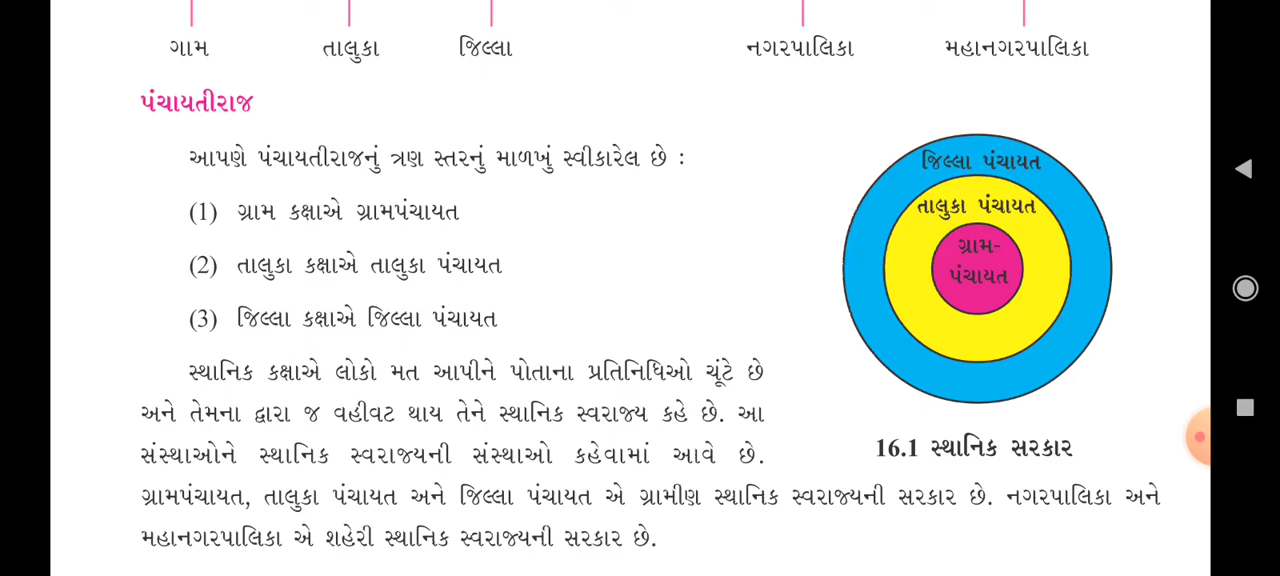 ગામ તાલુકા જિલ્લા નગરપાલિકા મહાનગરપાલિકા
પંચાયતીરાજ
આપણે પંચાયતીરાજનું ત્રણ સ્તરનું માળખું સ્વીકારેલ છે :
(1) ગ્રામ કક્ષાએ ગ્રામપંચાયત
(2) તાલુકા કક્ષાએ તાલુકા પંચાયત
(3) જિલ્લા કક્ષાએ જિલ્લા પંચાયત
જિલ્લા પંચાયત
તાલુકા પંચાયત
ગ્રામ-
પંચાયત
16.1 સ્થાનિક સરકાર
સ્થાનિક કક્ષાએ લોકો મત આપીને પોતાના પ્રતિનિધિઓ ચૂંટે છે
અને તેમના દ્વારા જ વહીવટ થાય તેને સ્થાનિક સ્વરાજ્ય કહે છે. આ
સંસ્થાઓને સ્થાનિક સ્વરાજ્યની સંસ્થાઓ કહેવામાં આવે છે.
ગ્રામપંચાયત, તાલુકા પંચાયત અને જિલ્લા પંચાયત એ ગ્રામીણ સ્થાનિક સ્વરાજ્યની સરકાર છે. નગરપાલિકા અને
મહાનગરપાલિકા એ શહેરી સ્થાનિક સ્વરાજ્યની સરકાર છે.